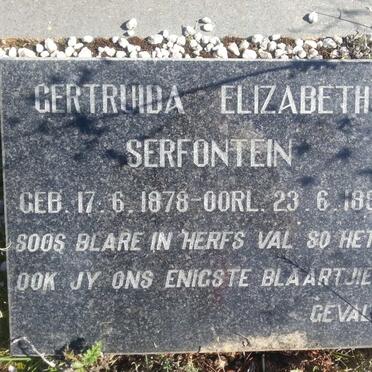 GERTRUIDA ELIZABETH
SERFONTEIN
GEB. 17. 6. 1878-OORL. 23. 6. 188
SOOS BLARE IN HERFS VAL SO HET
OOK JY ONS ENIGSTE BLAARTJIE
GEVAL